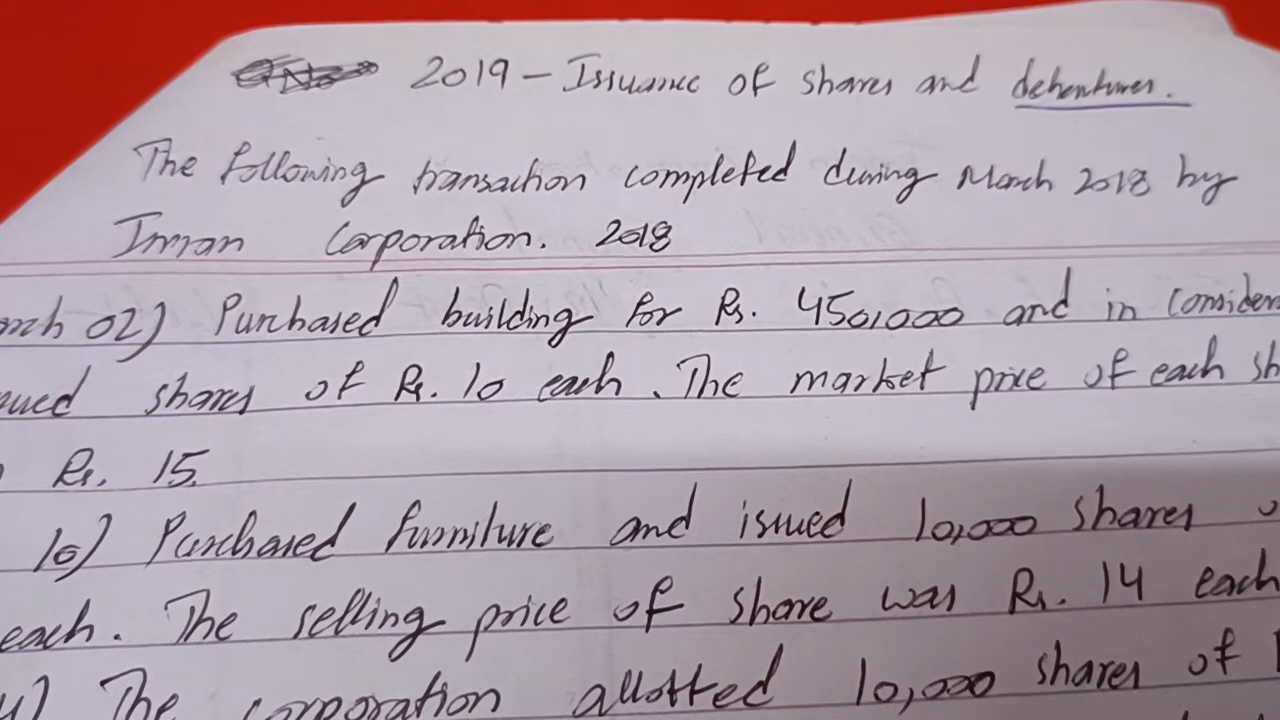 2019 - Issuance of shares and debentures.
The following transaction completed during March 2018 by
Imran Corporation. 2018
02) Purchased building for Rs. 450,000 and in
shares of Rs. 10 each. The market price of each
Rs. 15.
10) Purchased furniture and issued 10,000 shares
each. The selling price of share was Rs. 14 each
The corporation allotted 10,000 shares of